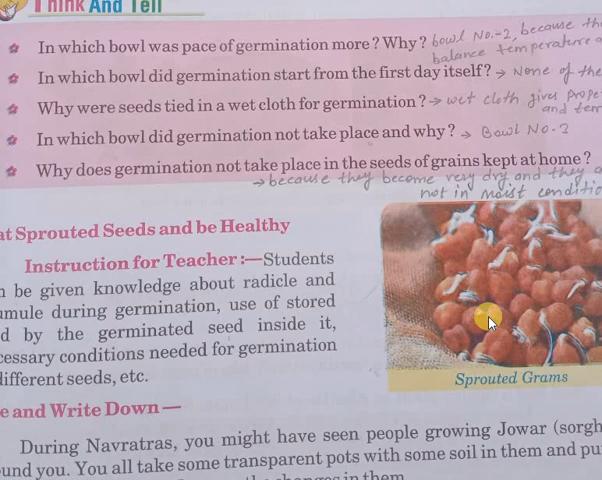 Think And Tell
In which bowl was pace of germination more? Why? bowl No.-2, because
balance temperature
In which bowl did germination start from the first day itself? → None of the
Why were seeds tied in a wet cloth for germination? → wet cloth gives
and
In which bowl did germination not take place and why? → Bowl No-
Why does germination not take place in the seeds of grains kept at home?
→ because they become very dry and they
not in moist
at Sprouted Seeds and be Healthy
Instruction for Teacher:—Students
be given knowledge about radicle and
mule during germination, use of stored
d by the germinated seed inside it,
cessary conditions needed for germination
different seeds, etc.
Sprouted Grams
e and Write Down —
During Navratras, you might have seen people growing Jowar (sorgh
und you. You all take some transparent pots with some soil in them and pu
the changes in them